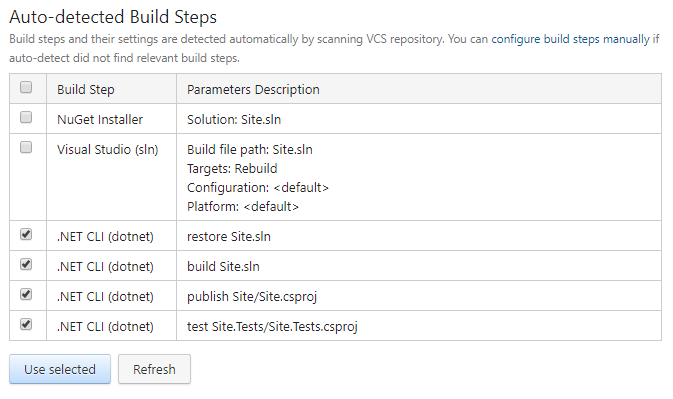 Auto-detected Build Steps
Build steps and their settings are detected automatically by scanning VCS repository. You can configure build steps manually if
auto-detect did not find relevant build steps.
Build Step Parameters Description
NuGet Installer Solution: Site.sln
Visual Studio (sln) Build file path: Site.sln
Targets: Rebuild
Configuration: <default>
Platform: <default>
.NET CLI (dotnet) restore Site.sln
.NET CLI (dotnet) build Site.sln
.NET CLI (dotnet) publish Site/Site.csproj
.NET CLI (dotnet) test Site.Tests/Site.Tests.csproj
Use selected Refresh